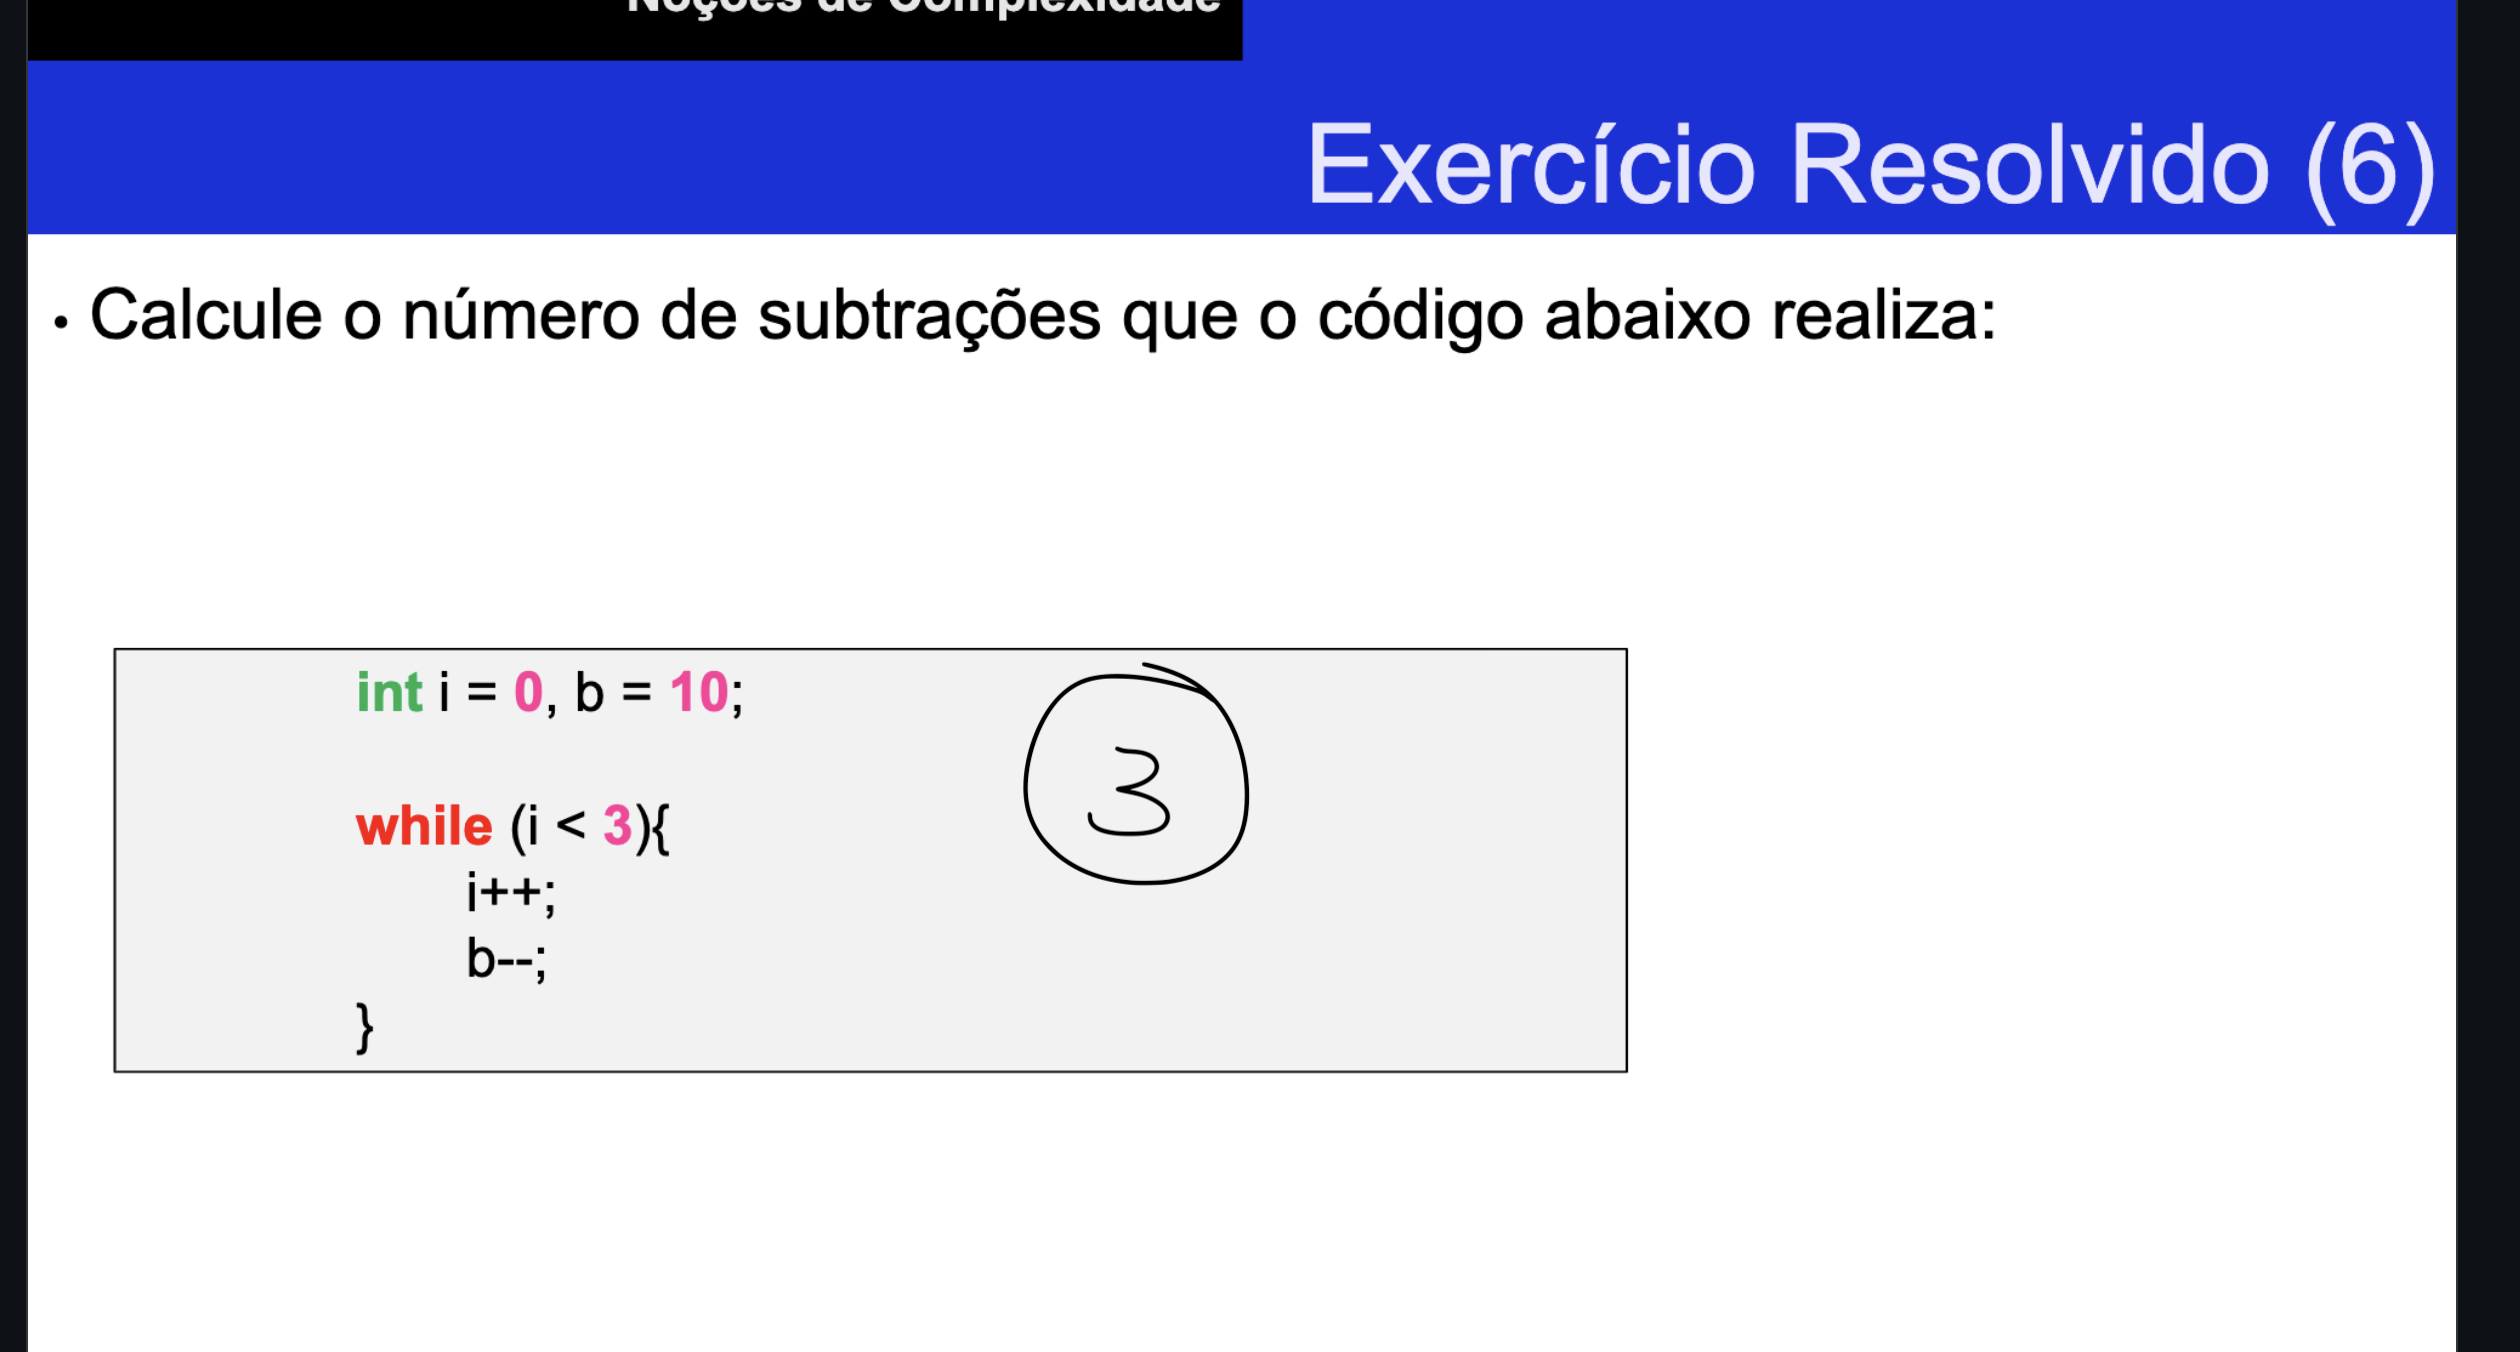 Noções de Complexidade
Exercício Resolvido (6)
• Calcule o número de subtrações que o código abaixo realiza:
int i = 0, b = 10;
while (i < 3){
i++;
b--;
}
3